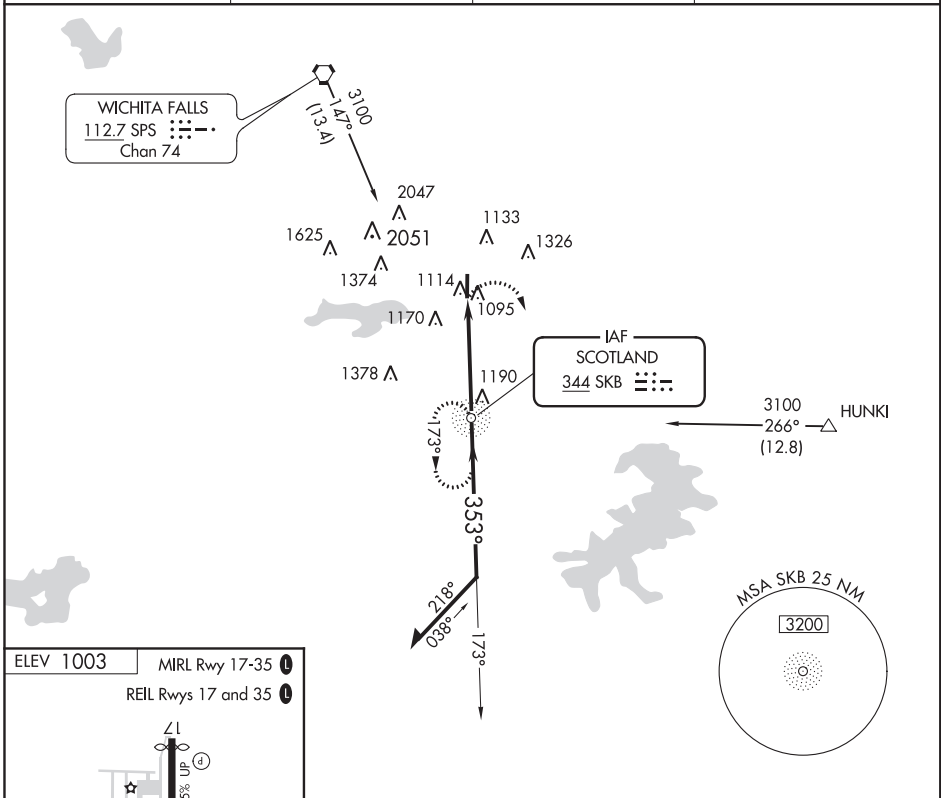 WICHITA FALLS
112.7 SPS
Chan 74
3100
147°
(13.4)
2047
1625
2051
1133
1326
1374
1114
1095
1170
IAF
SCOTLAND
344 SKB
1378
1190
3100
266°
(12.8)
HUNKI
173°
353°
218°
038°
173°
MSA SKB 25 NM
3200
ELEV 1003
MIRL Rwy 17-35 L
REIL Rwys 17 and 35 L
17
P
5% UP